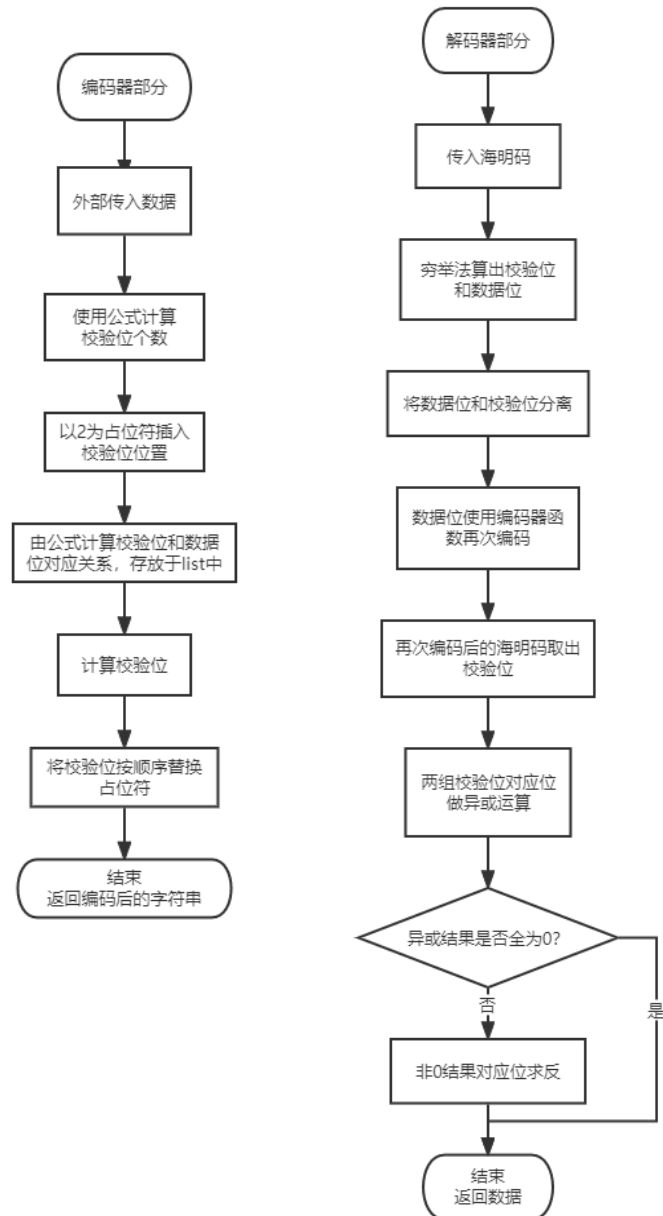 编码器部分
外部传入数据
使用公式计算
校验位个数
以2为占位符插入
校验位位置
由公式计算校验位和数据
位对应关系，存放于list中
计算校验位
将校验位按顺序替换
占位符
结束
返回编码后的字符串
解码器部分
传入海明码
穷举法算出校验位
和数据位
将数据位和校验位分离
数据位使用编码器函
数再次编码
再次编码后的海明码取出
校验位
两组校验位对应位
做异或运算
异或结果是否全为0？
否
是
非0结果对应位求反
结束
返回数据